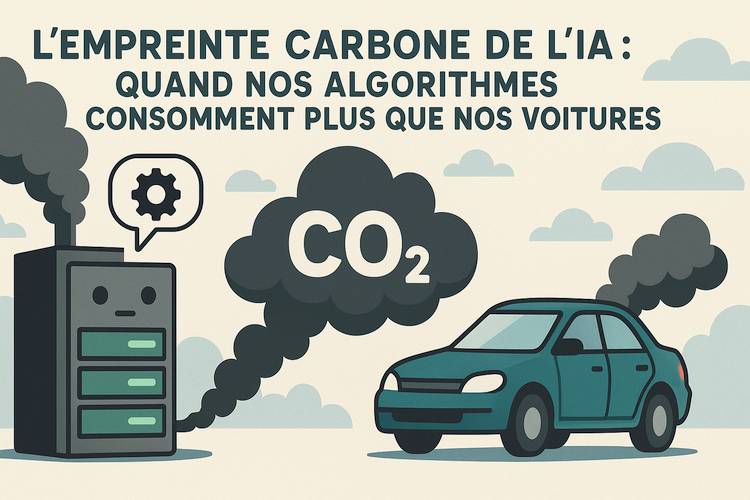 L'EMPREINTE CARBONE DE L'IA :
QUAND NOS ALGORITHMES
CONSOMMENT PLUS QUE NOS VOITURES
CO₂